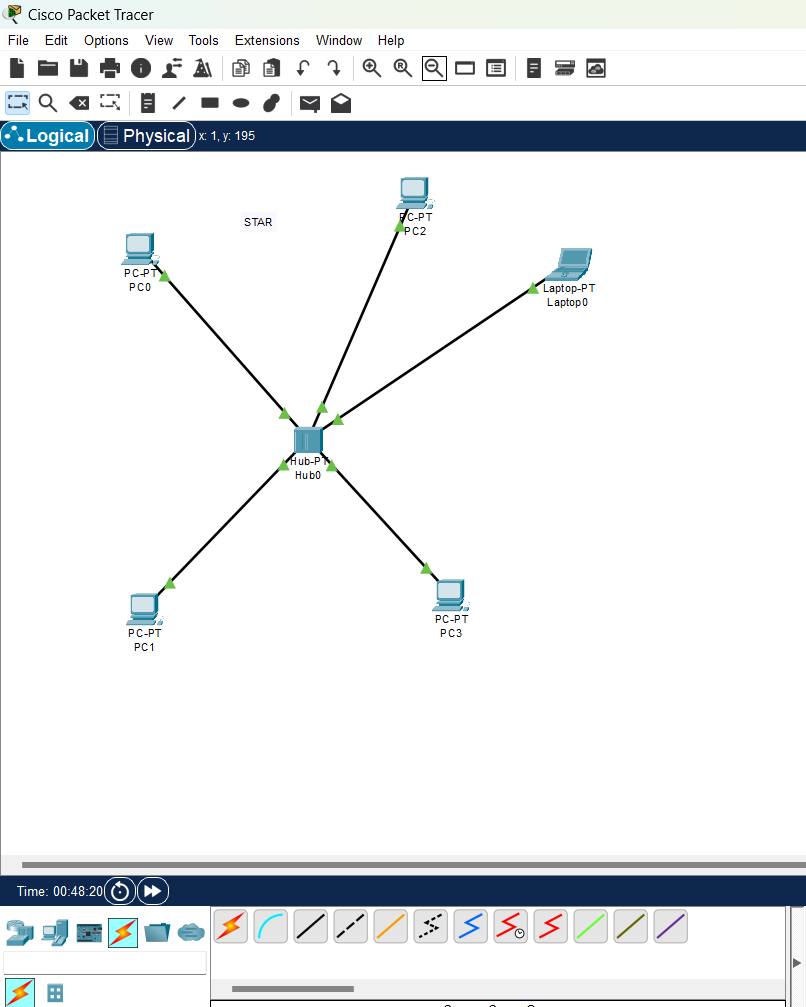 Cisco Packet Tracer
File Edit Options View Tools Extensions Window Help
Logical Physical x: 1, y: 195
STAR
PC-PT
PC2
PC-PT
PC0
Laptop-PT
Laptop0
Hub-PT
Hub0
PC-PT
PC3
PC-PT
PC1
Time: 00:48:20